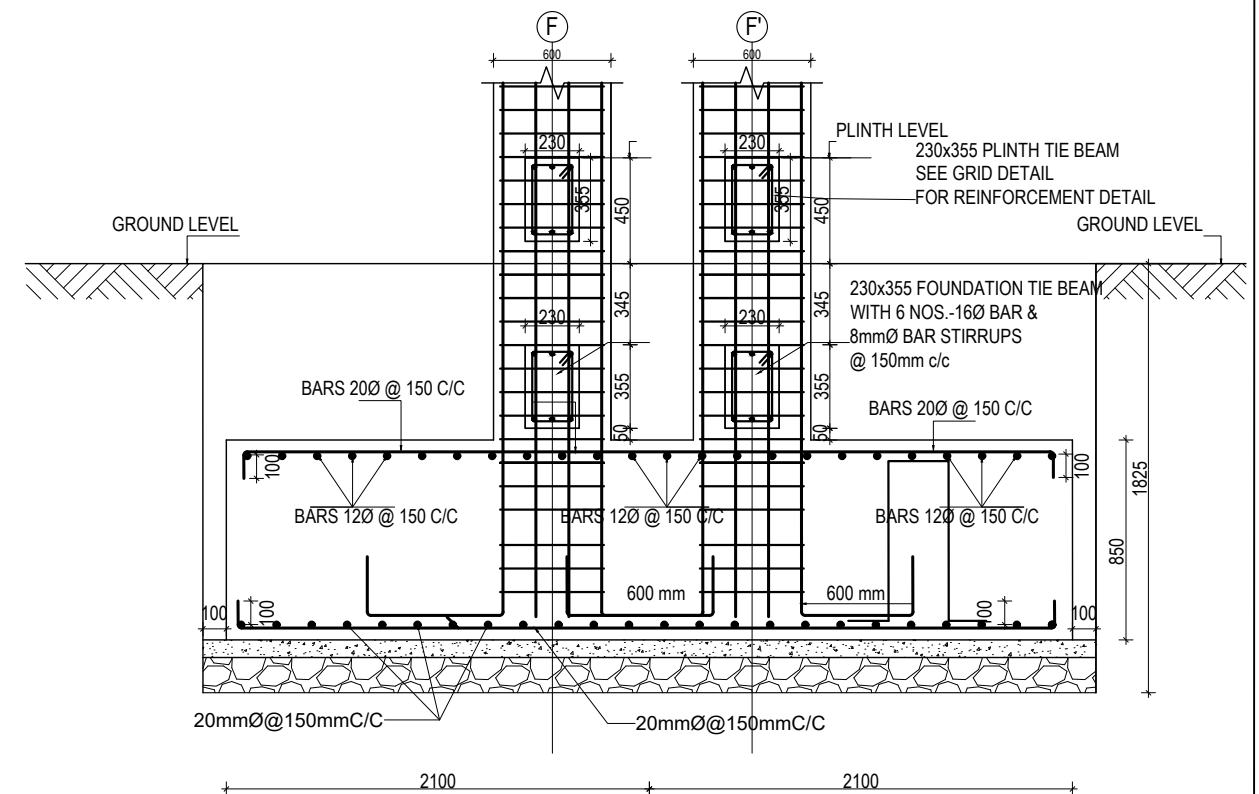 F
F'
600
600
PLINTH LEVEL
230
230
230x355 PLINTH TIE BEAM
SEE GRID DETAIL
FOR REINFORCEMENT DETAIL
355
450
355
450
GROUND LEVEL
GROUND LEVEL
230x355 FOUNDATION TIE BEAM
WITH 6 NOS.-16Ø BAR &
8mmØ BAR STIRRUPS
@ 150mm c/c
345
345
230
230
355
355
50
50
BARS 20Ø @ 150 C/C
BARS 20Ø @ 150 C/C
100
100
1825
BARS 12Ø @ 150 C/C
BARS 12Ø @ 150 C/C
BARS 12Ø @ 150 C/C
850
600 mm
600 mm
100
100
100
100
20mmØ@150mmC/C
20mmØ@150mmC/C
2100
2100